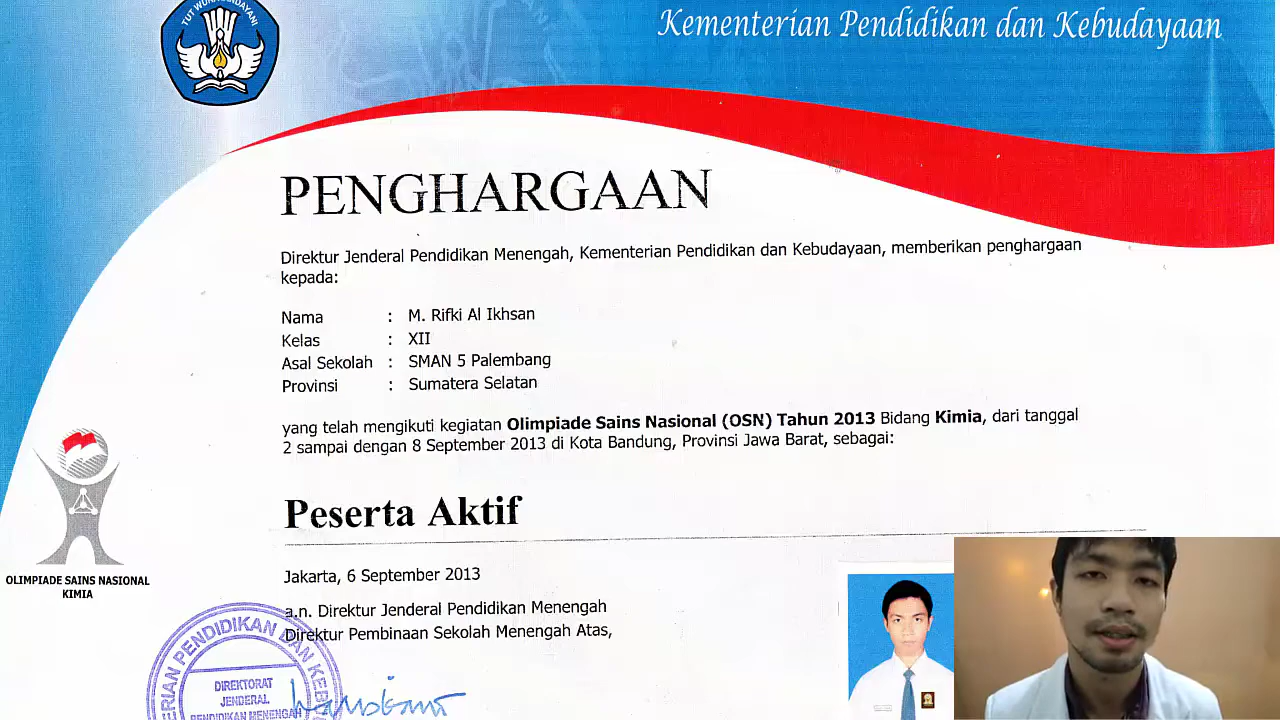 TUT WURI HANDAYANI
Kementerian Pendidikan dan Kebudayaan
PENGHARGAAN
Direktur Jenderal Pendidikan Menengah, Kementerian Pendidikan dan Kebudayaan, memberikan penghargaan
kepada:
Nama : M. Rifki Al Ikhsan
Kelas : XII
Asal Sekolah : SMAN 5 Palembang
Provinsi : Sumatera Selatan
yang telah mengikuti kegiatan Olimpiade Sains Nasional (OSN) Tahun 2013 Bidang Kimia, dari tanggal
2 sampai dengan 8 September 2013 di Kota Bandung, Provinsi Jawa Barat, sebagai:
Peserta Aktif
OLIMPIADE SAINS NASIONAL
KIMIA
Jakarta, 6 September 2013
a.n. Direktur Jenderal Pendidikan Menengah
Direktur Pembinaan Sekolah Menengah Atas,
PENDIDIKAN DAN
DIREKTORAT
JENDERAL
PENDIDIKAN MENENGAH